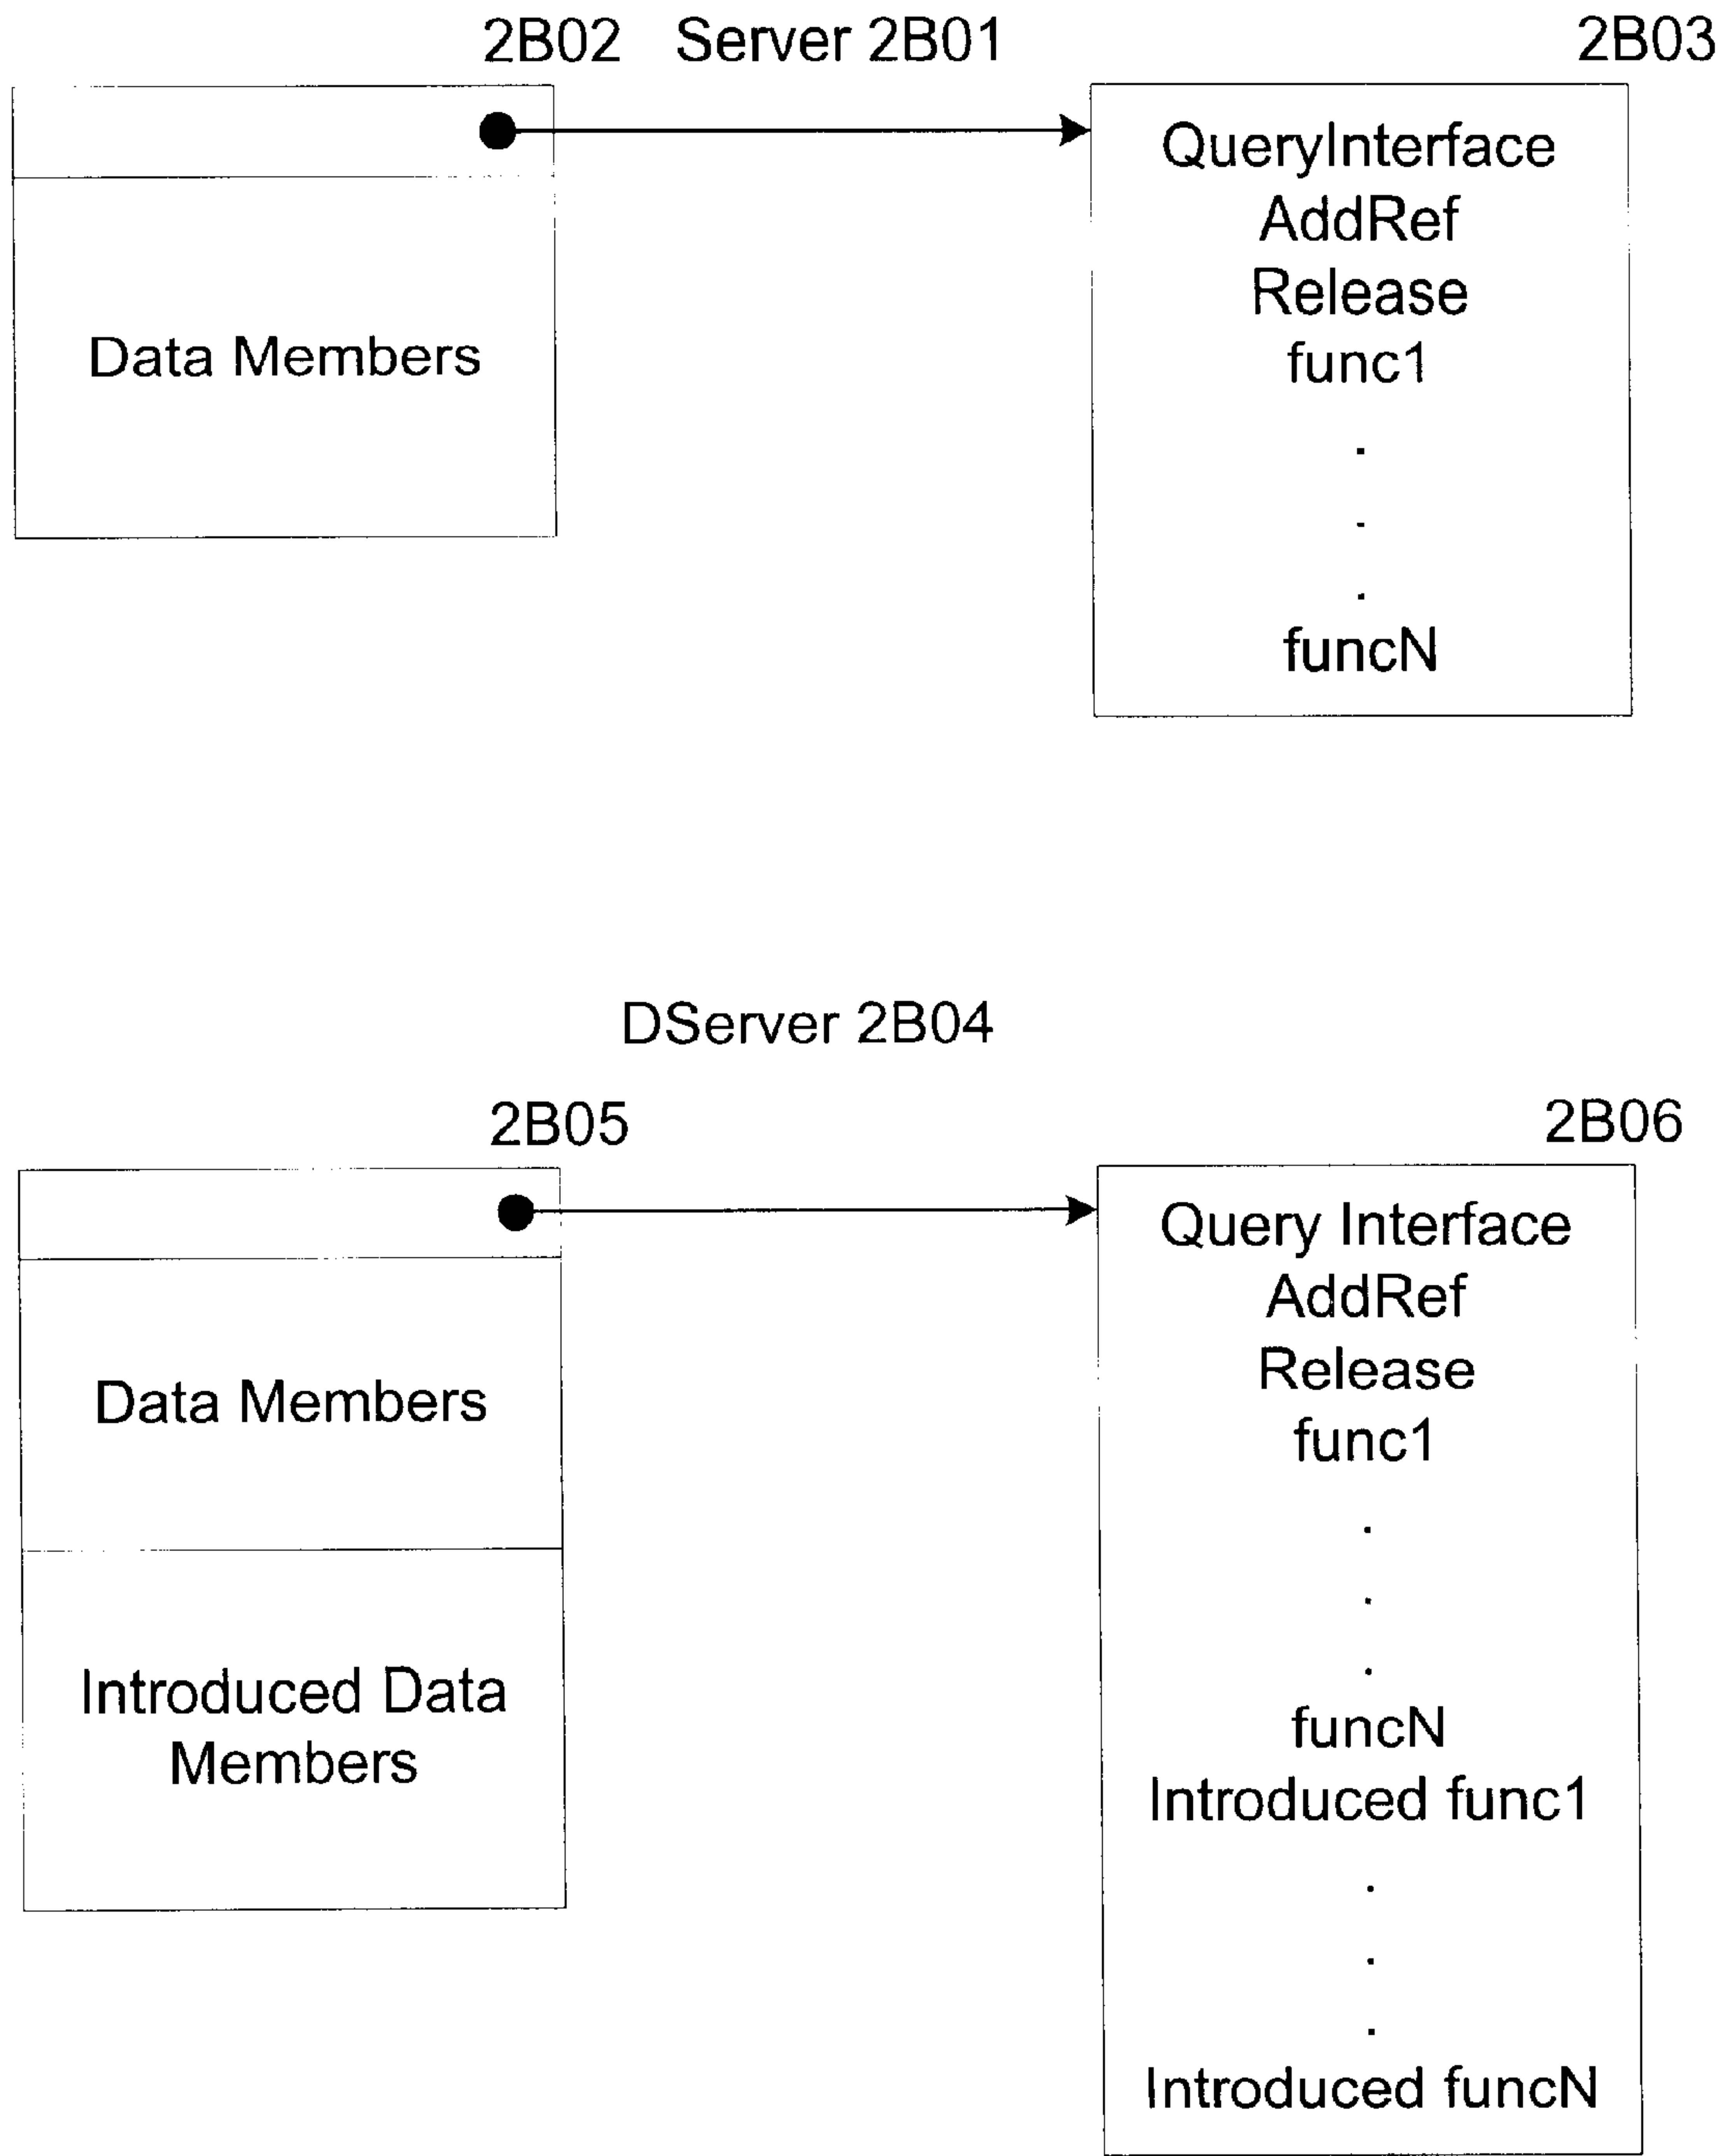 2B02 Server 2B01 2B03
Data Members
QueryInterface
AddRef
Release
func1
.
.
.
funcN
DServer 2B04
2B05 2B06
Data Members
Introduced Data
Members
Query Interface
AddRef
Release
func1
.
.
.
funcN
Introduced func1
.
.
.
Introduced funcN